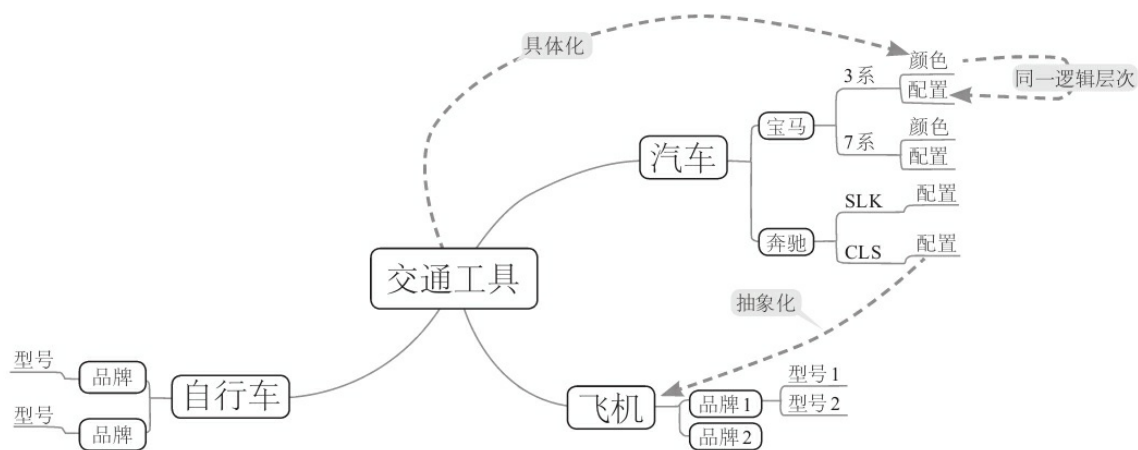 具体化
颜色
3系
配置
同一逻辑层次
宝马
颜色
7系
配置
汽车
SLK
配置
奔驰
CLS
配置
交通工具
抽象化
型号
品牌
自行车
型号
品牌
飞机
品牌1
型号1
型号2
品牌2